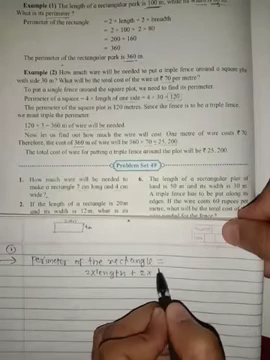 Example (1) The length of a rectangular park is 100 m, while its
What is its perimeter?
Perimeter of the rectangle = 2 × length + 2 × breadth
= 2 × 100 + 2 × 80
= 200 + 160
= 360
The perimeter of the rectangular park is 360 m
Example (2) How much wire will be needed to put a triple fence around a square plot
with side 30 m? What will be the total cost of the wire at ₹ 70 per metre?
To put a single fence around the square plot, we need to find its perimeter.
Perimeter of a square = 4 × length of one side = 4 × 30 = 120
The perimeter of the square plot is 120 metres. Since the fence is to be a triple fence,
we must triple the perimeter.
120 × 3 = 360 m of wire will be needed.
Now let us find out how much the wire will cost. One metre of wire costs ₹ 70
Therefore, the cost of 360 m of wire will be 360 × 70 = 25,200.
The total cost of wire for putting a triple fence around the plot will be ₹ 25,200.
Problem Set 49
1. How much wire will be needed to
make a rectangle 7 cm long and 4 cm
wide?
2. If the length of a rectangle is 20m
and its width is 12m, what is its
6. The length of a rectangular plot of
land is 50 m and its width is 30 m.
A triple fence has to be put along its
edges. If the wire costs 60 rupees per
metre, what will be the total cost of
(1)
→ Perimeter of the rectangle =
2×length + 2×